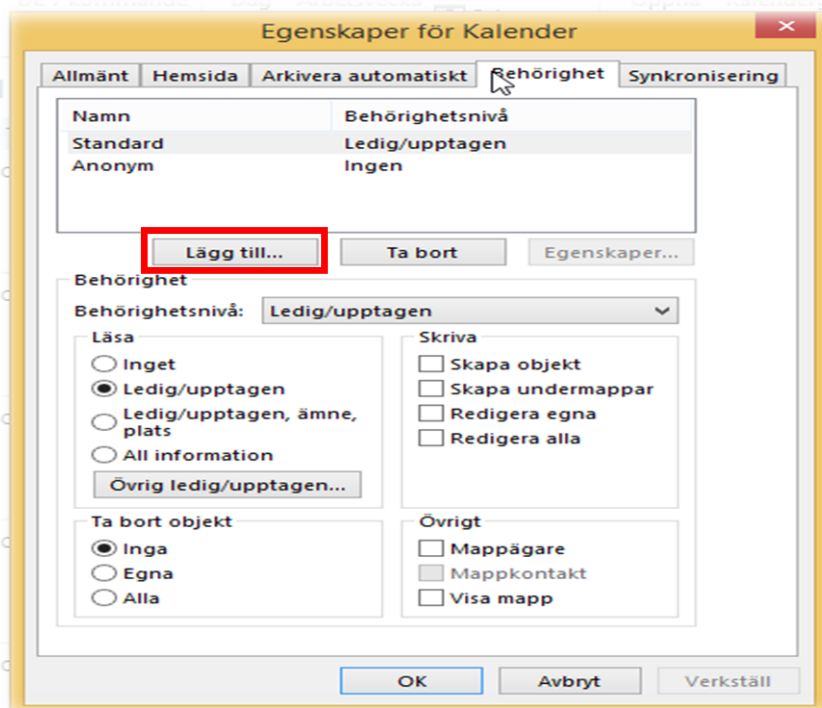 Egenskaper för Kalender
Allmänt Hemsida Arkivera automatiskt Behörighet Synkronisering
Namn Behörighetsnivå
Standard Ledig/upptagen
Anonym Ingen
Lägg till... Ta bort Egenskaper...
Behörighet
Behörighetsnivå: Ledig/upptagen
Läsa
Inget
Ledig/upptagen
Ledig/upptagen, ämne,
plats
All information
Övrig ledig/upptagen...
Skriva
Skapa objekt
Skapa undermappar
Redigera egna
Redigera alla
Ta bort objekt
Inga
Egna
Alla
Övrigt
Mappägare
Mappkontakt
Visa mapp
OK Avbryt Verkställ